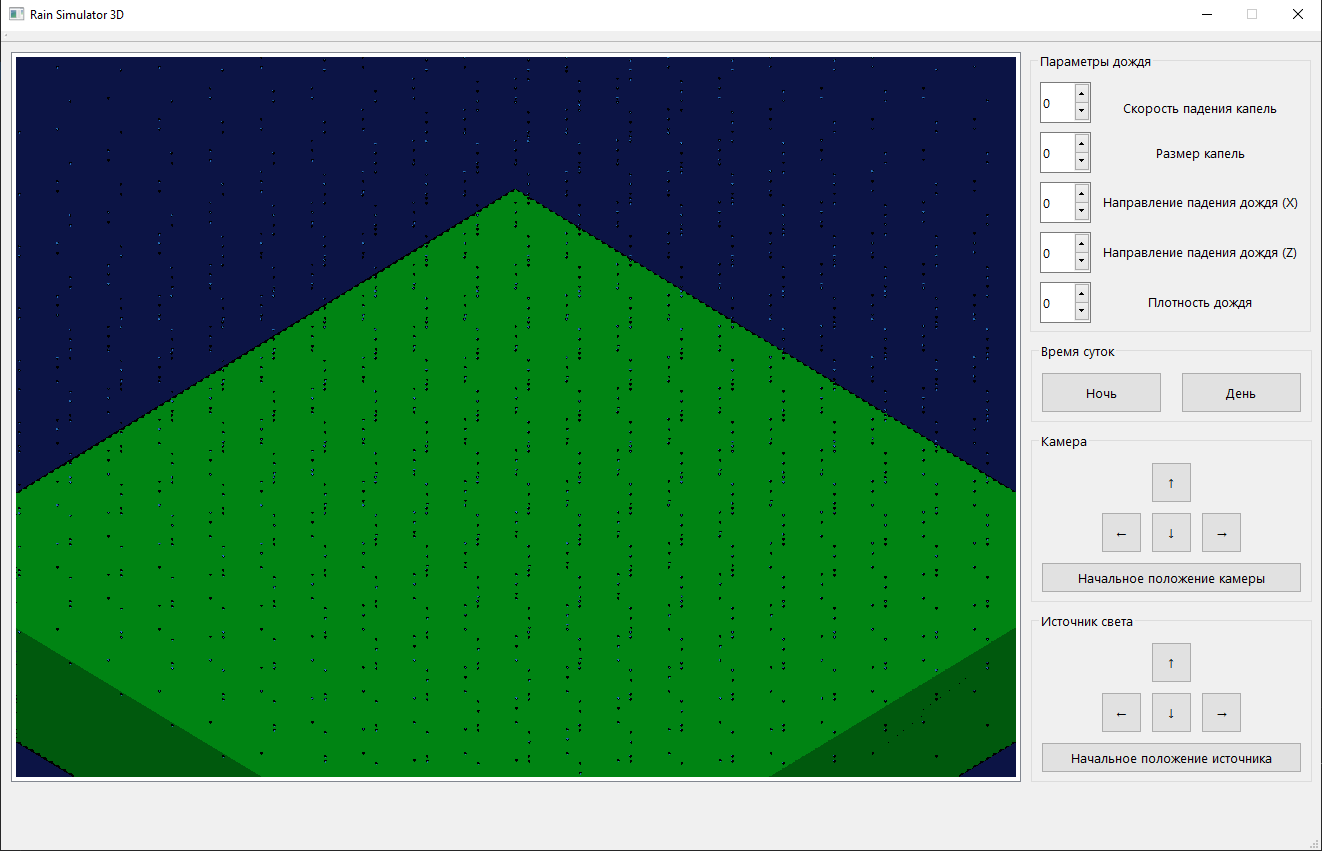 Rain Simulator 3D
Параметры дождя
0
Скорость падения капель
0
Размер капель
0
Направление падения дождя (X)
0
Направление падения дождя (Z)
0
Плотность дождя
Время суток
Ночь
День
Камера
↑
← ↓ →
Начальное положение камеры
Источник света
↑
← ↓ →
Начальное положение источника